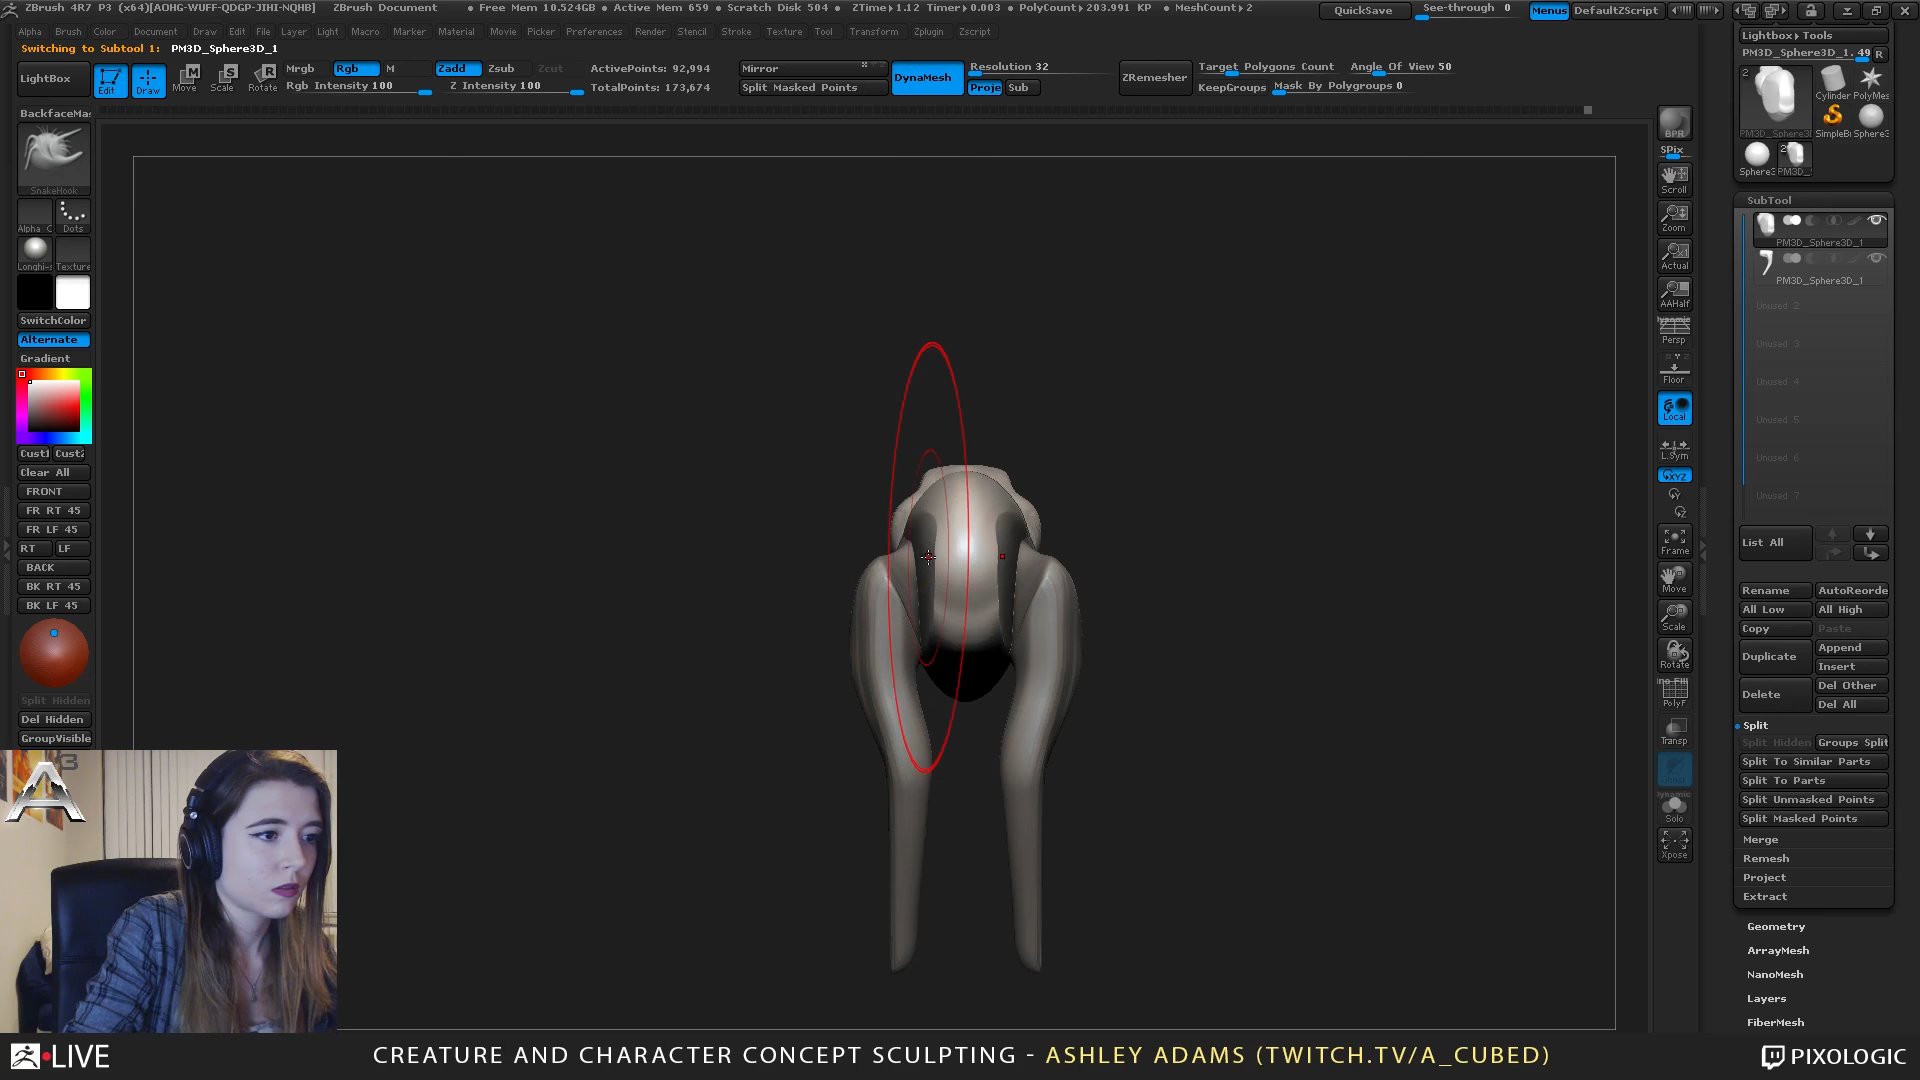 ZBrush 4R7 P3 (x64)[AOHG-WUFF-QDGP-JIHI-NQHB] ZBrush Document • Free Mem 10.524GB • Active Mem 659 • Scratch Disk 504 • ZTime▸1.12 Timer▸0.003 • PolyCount▸203.991 KP • MeshCount▸2 QuickSave See-through 0 Menus DefaultZScript
Alpha Brush Color Document Draw Edit File Layer Light Macro Marker Material Movie Picker Preferences Render Stencil Stroke Texture Tool Transform Zplugin Zscript
Switching to Subtool 1: PM3D_Sphere3D_1
LightBox Edit Draw Move Scale Rotate
Mrgb Rgb M Zadd Zsub Zcut ActivePoints: 92,994
Rgb Intensity 100 Z Intensity 100 TotalPoints: 173,674
Mirror
Split Masked Points
DynaMesh
Resolution 32
Proje Sub
ZRemesher
Target Polygons Count Angle Of View 50
KeepGroups Mask By Polygroups 0
BackfaceMas
SnakeHook
Alpha Dots
Texture
SwitchColor
Alternate
Gradient
Cust1 Cust2
Clear All
FRONT
FR RT 45
FR LF 45
RT LF
BACK
BK RT 45
BK LF 45
Split Hidden
Del Hidden
GroupVisible
BPR
SPix
Scroll
Zoom
Actual
AAHalf
Dynamic
Persp
Floor
Local
L.Sym
XYZ
Frame
Move
Scale
Rotate
PolyF
Transp
Dynamic
Solo
Xpose
Lightbox▸Tools
PM3D_Sphere3D_1. 49 R
2
Cylinder PolyMes
PM3D_Sphere3D SimpleB Sphere3
2
Sphere3 PM3D_
SubTool
PM3D_Sphere3D_1
PM3D_Sphere3D_1
Unused 2
Unused 3
Unused 4
Unused 5
Unused 6
Unused 7
List All
Rename AutoReorde
All Low All High
Copy Paste
Duplicate Append
Insert
Delete Del Other
Del All
Split
Split Hidden Groups Split
Split To Similar Parts
Split To Parts
Split Unmasked Points
Split Masked Points
Merge
Remesh
Project
Extract
Geometry
ArrayMesh
NanoMesh
Layers
FiberMesh
A 3
LIVE CREATURE AND CHARACTER CONCEPT SCULPTING - ASHLEY ADAMS (TWITCH.TV/A_CUBED) PIXOLOGIC